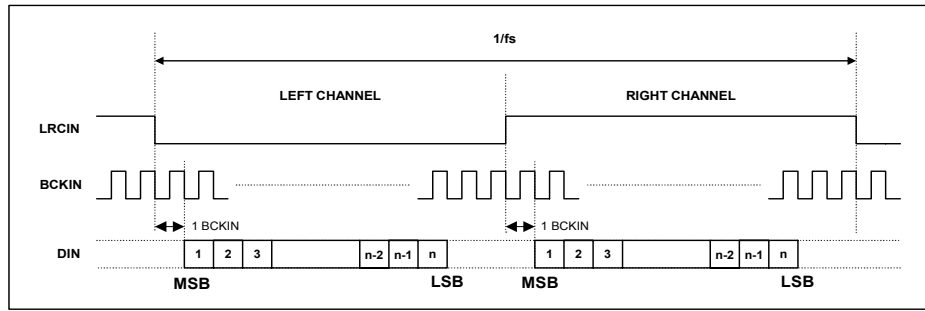 1/fs
LEFT CHANNEL RIGHT CHANNEL
LRCIN
BCKIN
1 BCKIN 1 BCKIN
DIN 1 2 3 n-2 n-1 n 1 2 3 n-2 n-1 n
MSB LSB MSB LSB